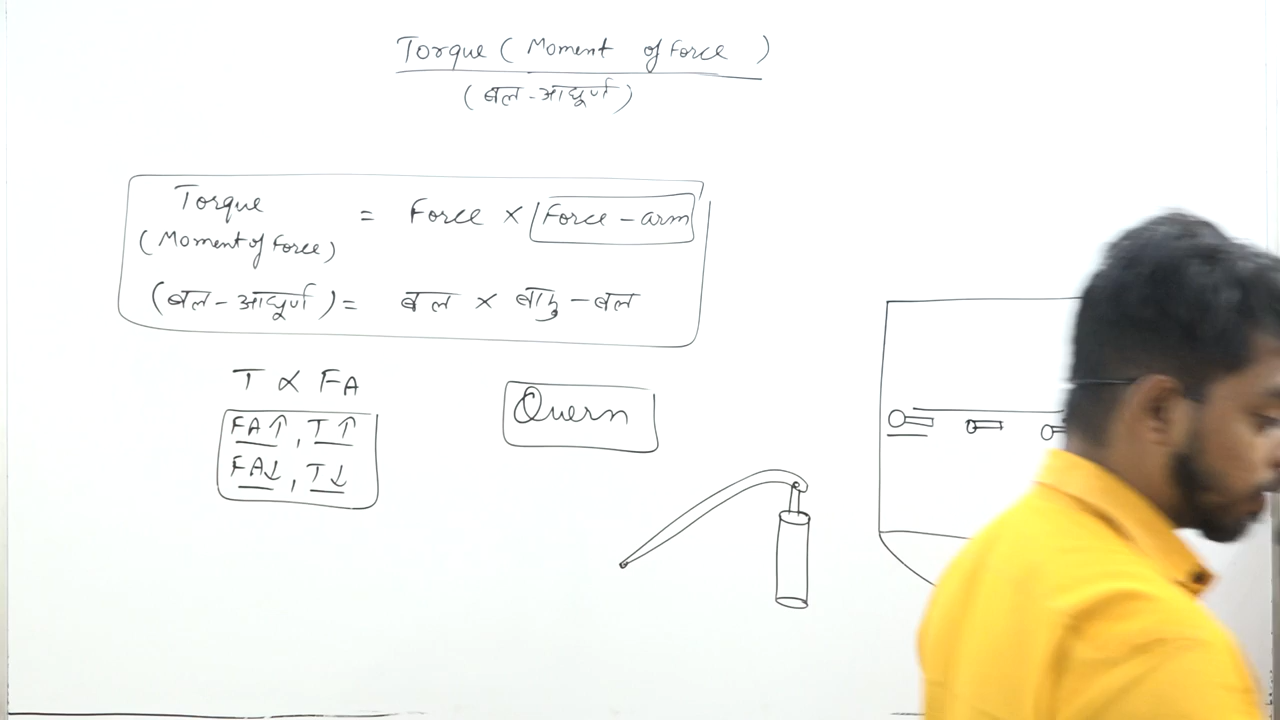 Torque ( Moment of Force )
( बल - आघूर्ण )
Torque = Force × Force - arm
( Moment of Force )
( बल - आघूर्ण ) = बल × बाहु - बल
T ∝ FA
FA↑ , T↑
FA↓ , T↓
Quern